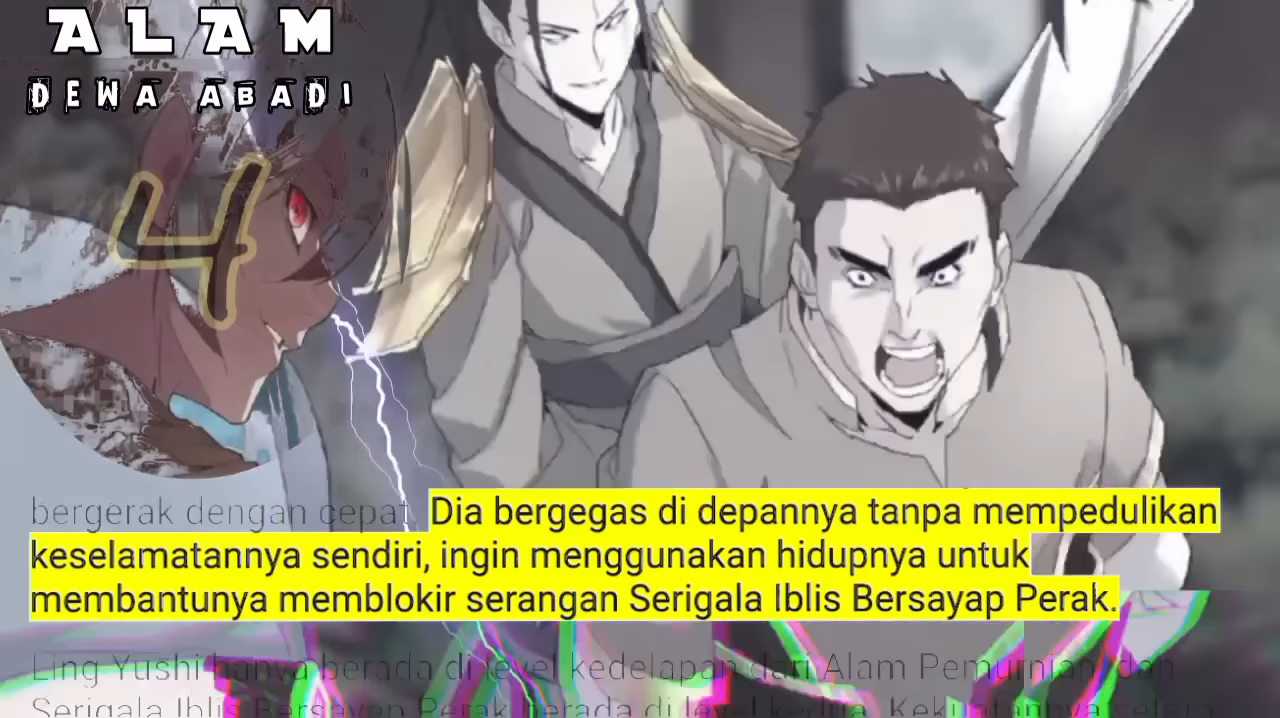 ALAM
DEWA ABADI
4
bergerak dengan cepat. Dia bergegas di depannya tanpa mempedulikan
keselamatannya sendiri, ingin menggunakan hidupnya untuk
membantunya memblokir serangan Serigala Iblis Bersayap Perak.
Ling Yushi hanya berada di level kedelapan dari Alam Pemurnian, dan
Serigala Iblis Bersayap Perak berada di level kedua. Kekuatannya setara